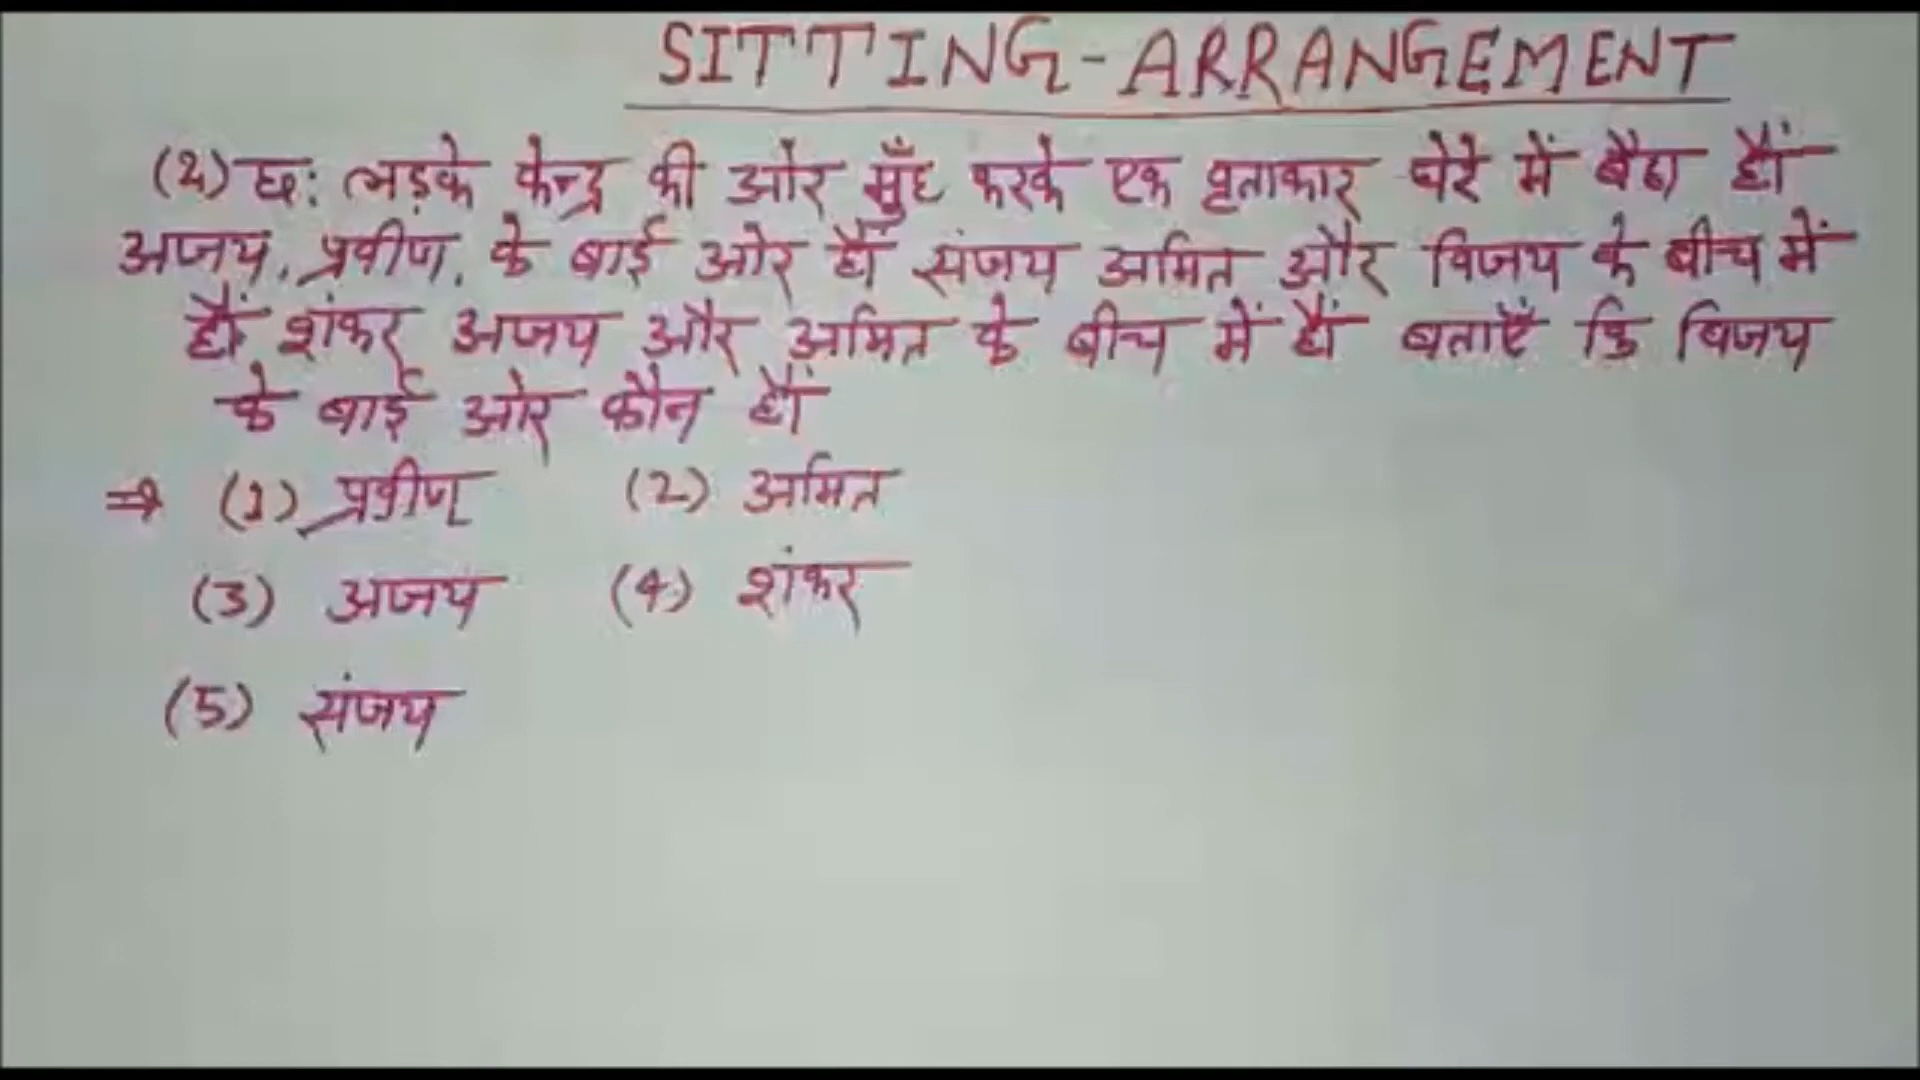 SITTING-ARRANGEMENT
(2) छ: लड़के केन्द्र की ओर मुँह करके एक वृताकार घेरे में बैठा हैं
अजय, प्रवीण, के बाई ओर हैं संजय अमित और विजय के बीच में
हैं शंकर अजय और अमित के बीच में हैं बताएँ कि विजय
के बाई ओर कौन हैं
⇒ (1) प्रवीण (2) अमित
(3) अजय (4) शंकर
(5) संजय